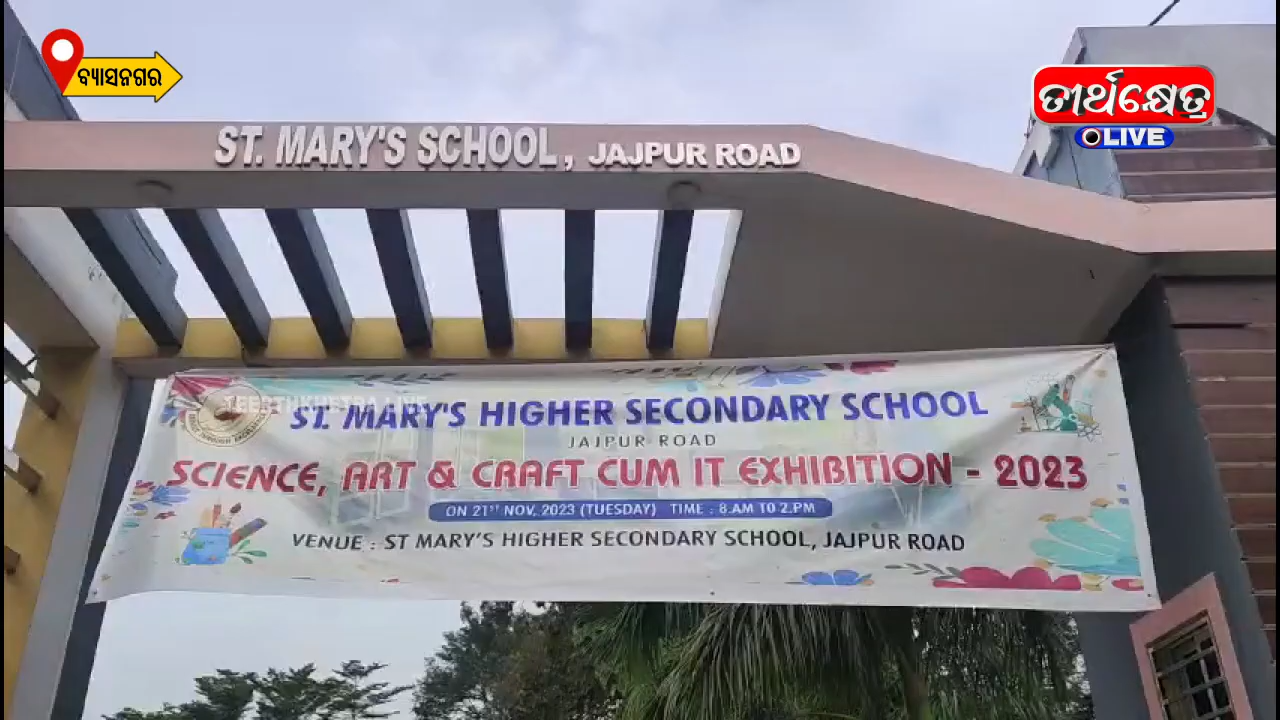 ବ୍ୟାସନଗର
ତୀର୍ଥକ୍ଷେତ୍ର
LIVE
ST. MARY'S SCHOOL, JAJPUR ROAD
TEERTHKHETRA LIVE
ST. MARY'S HIGHER SECONDARY SCHOOL
JAJPUR ROAD
SCIENCE, ART & CRAFT CUM IT EXHIBITION - 2023
ON 21ST NOV, 2023 (TUESDAY) TIME : 8.AM TO 2.PM
VENUE : ST MARY'S HIGHER SECONDARY SCHOOL, JAJPUR ROAD